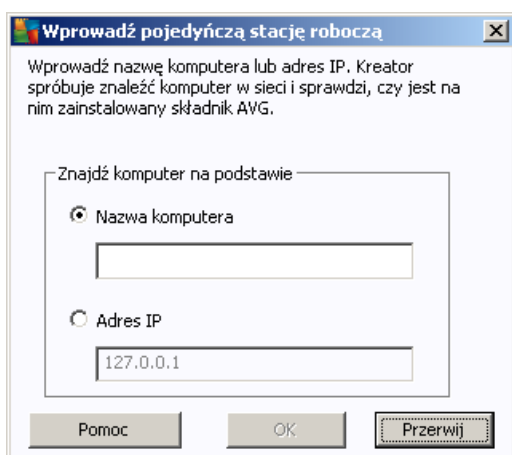 Wprowadź pojedyńczą stację roboczą
Wprowadź nazwę komputera lub adres IP. Kreator
spróbuje znaleźć komputer w sieci i sprawdzi, czy jest na
nim zainstalowany składnik AVG.
Znajdź komputer na podstawie
Nazwa komputera
Adres IP
127.0.0.1
Pomoc OK Przerwij